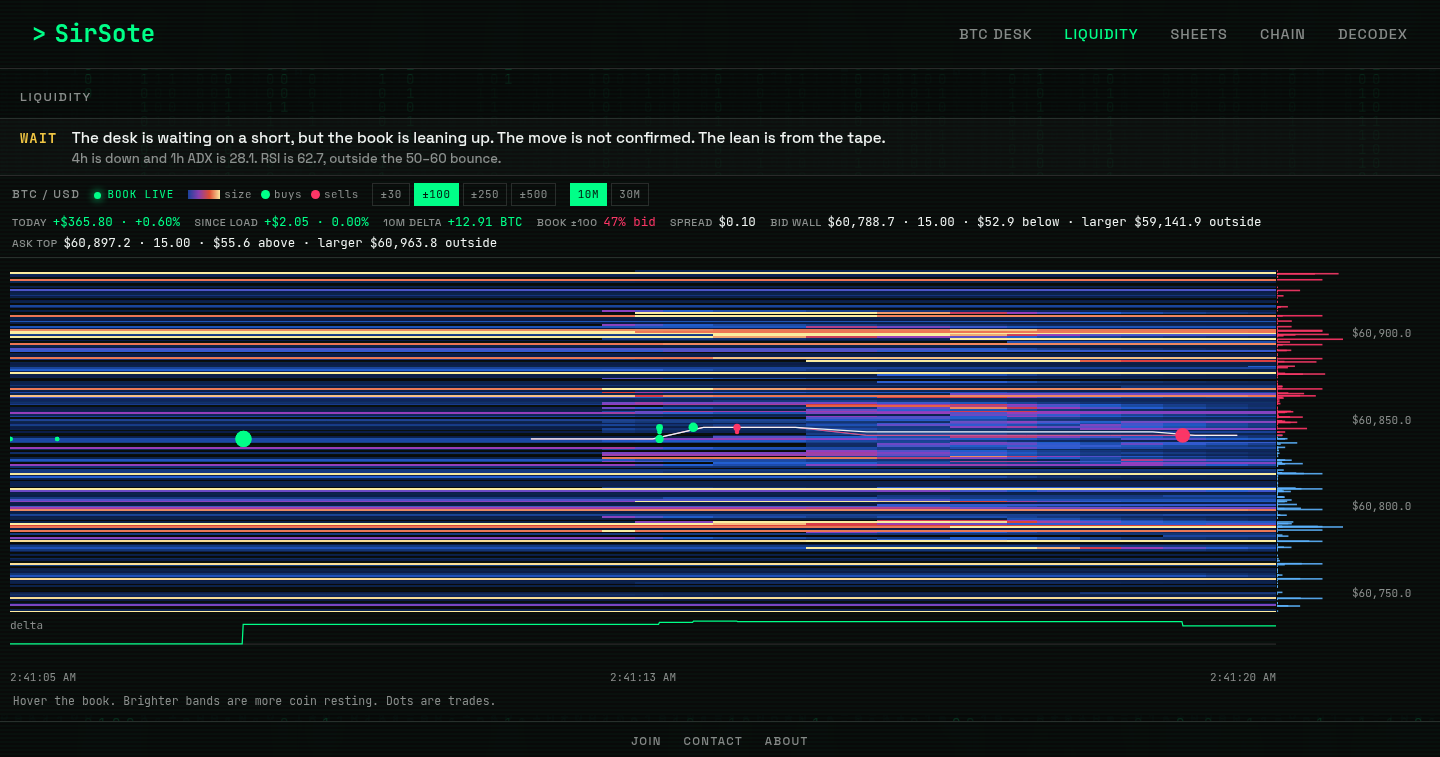 > SirSote
BTC DESK LIQUIDITY SHEETS CHAIN DECODEX
LIQUIDITY
WAIT The desk is waiting on a short, but the book is leaning up. The move is not confirmed. The lean is from the tape.
4h is down and 1h ADX is 28.1. RSI is 62.7, outside the 50–60 bounce.
BTC / USD BOOK LIVE size buys sells ±30 ±100 ±250 ±500 10M 30M
TODAY +$365.80 · +0.60% SINCE LOAD +$2.05 · 0.00% 10M DELTA +12.91 BTC BOOK ±100 47% bid SPREAD $0.10 BID WALL $60,788.7 · 15.00 · $52.9 below · larger $59,141.9 outside
ASK TOP $60,897.2 · 15.00 · $55.6 above · larger $60,963.8 outside
$60,900.0
$60,850.0
$60,800.0
$60,750.0
delta
2:41:05 AM 2:41:13 AM 2:41:20 AM
Hover the book. Brighter bands are more coin resting. Dots are trades.
JOIN CONTACT ABOUT